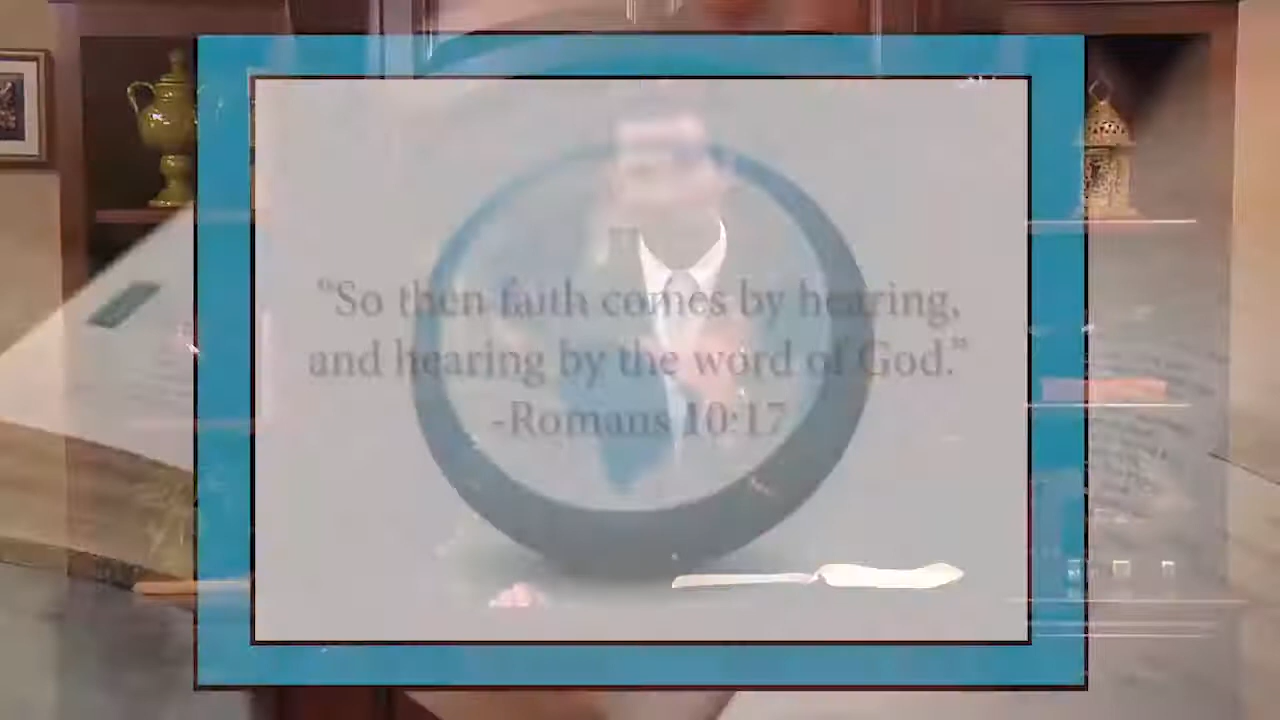 “So then faith comes by hearing,
and hearing by the word of God.”
-Romans 10:17